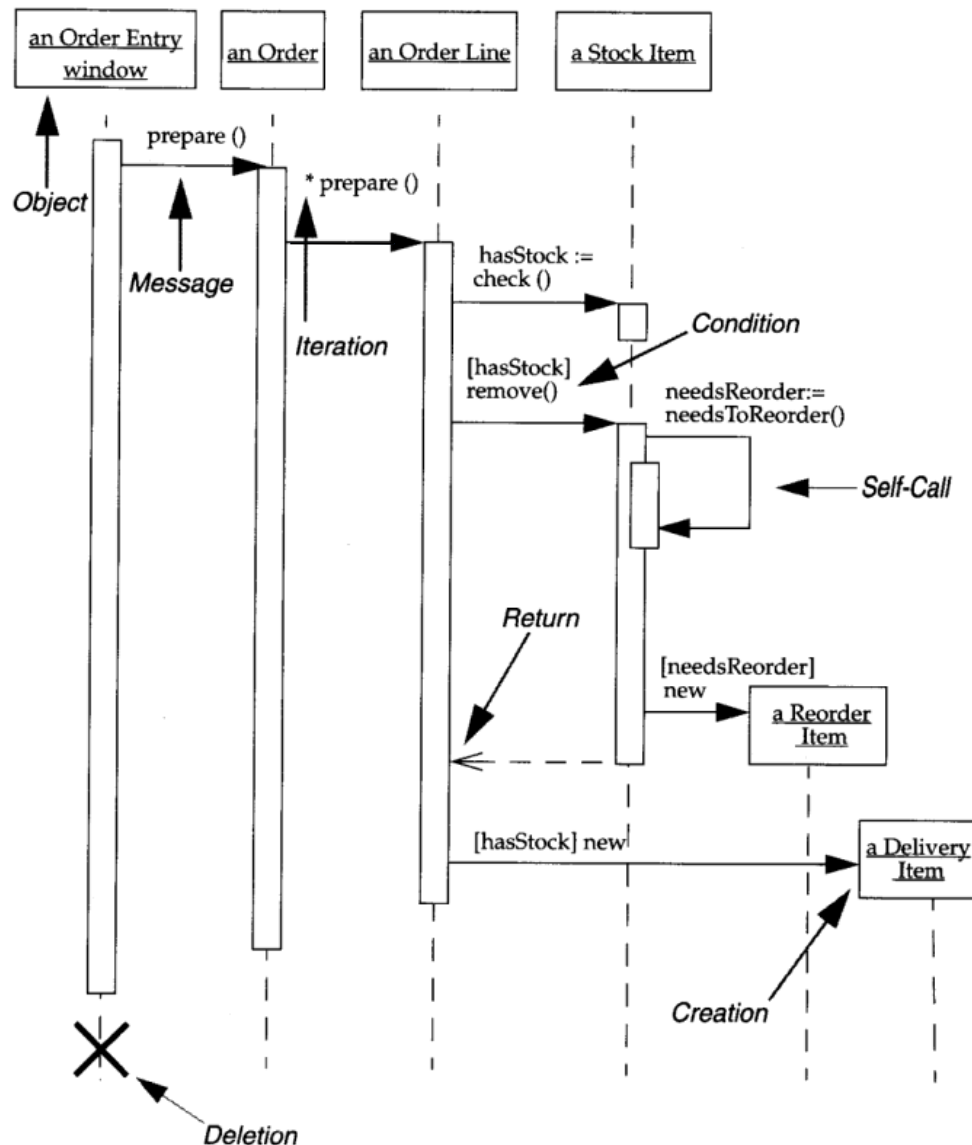 an Order Entry
window
an Order
an Order Line
a Stock Item
prepare ()
Object
* prepare ()
Message
hasStock :=
check ()
Iteration
Condition
[hasStock]
remove()
needsReorder:=
needsToReorder()
Self-Call
Return
[needsReorder]
new
a Reorder
Item
[hasStock] new
a Delivery
Item
Creation
Deletion